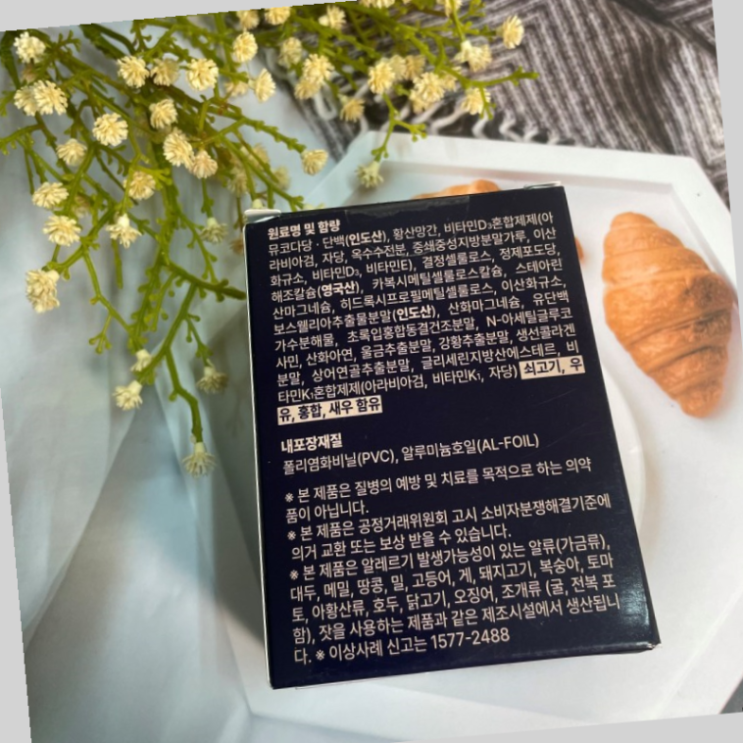 원료명 및 함량
뮤코다당 · 단백(인도산), 황산망간, 비타민D₃혼합제제(아
라비아검, 자당, 옥수수전분, 중쇄중성지방분말가루, 이산
화규소, 비타민D₃, 비타민E), 결정셀룰로스, 정제포도당,
해조칼슘(영국산), 카복시메틸셀룰로스칼슘, 스테아린
산마그네슘, 히드록시프로필메틸셀룰로스, 이산화규소,
보스웰리아추출물분말(인도산), 산화마그네슘, 유단백
가수분해물, 초록입홍합동결건조분말, N-아세틸글루코
사민, 산화아연, 울금추출분말, 강황추출분말, 생선콜라겐
분말, 상어연골추출분말, 글리세린지방산에스테르, 비
타민K₁혼합제제(아라비아검, 비타민K₁, 자당) 쇠고기, 우
유, 홍합, 새우 함유
내포장재질
폴리염화비닐(PVC), 알루미늄호일(AL-FOIL)
※ 본 제품은 질병의 예방 및 치료를 목적으로 하는 의약
품이 아닙니다.
※ 본 제품은 공정거래위원회 고시 소비자분쟁해결기준에
의거 교환 또는 보상 받을 수 있습니다.
※ 본 제품은 알레르기 발생가능성이 있는 알류(가금류),
대두, 메밀, 땅콩, 밀, 고등어, 게, 돼지고기, 복숭아, 토마
토, 아황산류, 호두, 닭고기, 오징어, 조개류 (굴, 전복 포
함), 잣을 사용하는 제품과 같은 제조시설에서 생산됩니
다. ※ 이상사례 신고는 1577-2488